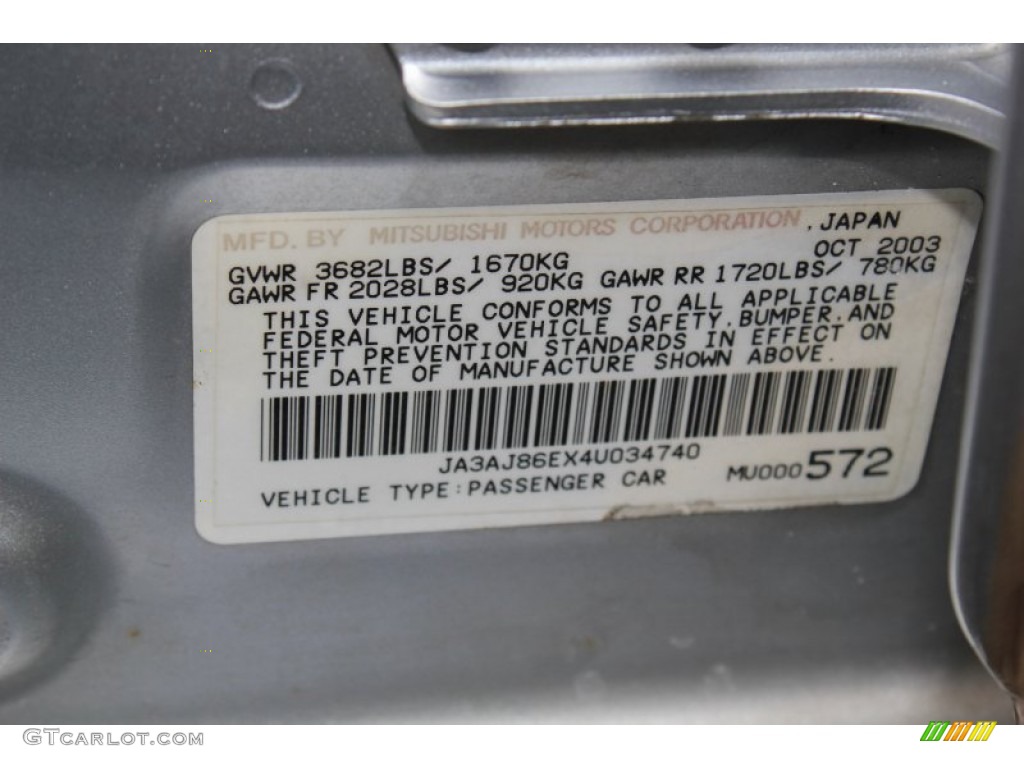 MFD. BY MITSUBISHI MOTORS CORPORATION, JAPAN
GVWR 3682LBS/ 1670KG OCT 2003
GAWR FR 2028LBS/ 920KG GAWR RR 1720LBS/ 780KG
THIS VEHICLE CONFORMS TO ALL APPLICABLE
FEDERAL MOTOR VEHICLE SAFETY, BUMPER, AND
THEFT PREVENTION STANDARDS IN EFFECT ON
THE DATE OF MANUFACTURE SHOWN ABOVE.
JA3AJ86EX4U034740
VEHICLE TYPE:PASSENGER CAR MU000572
GTCARLOT.COM